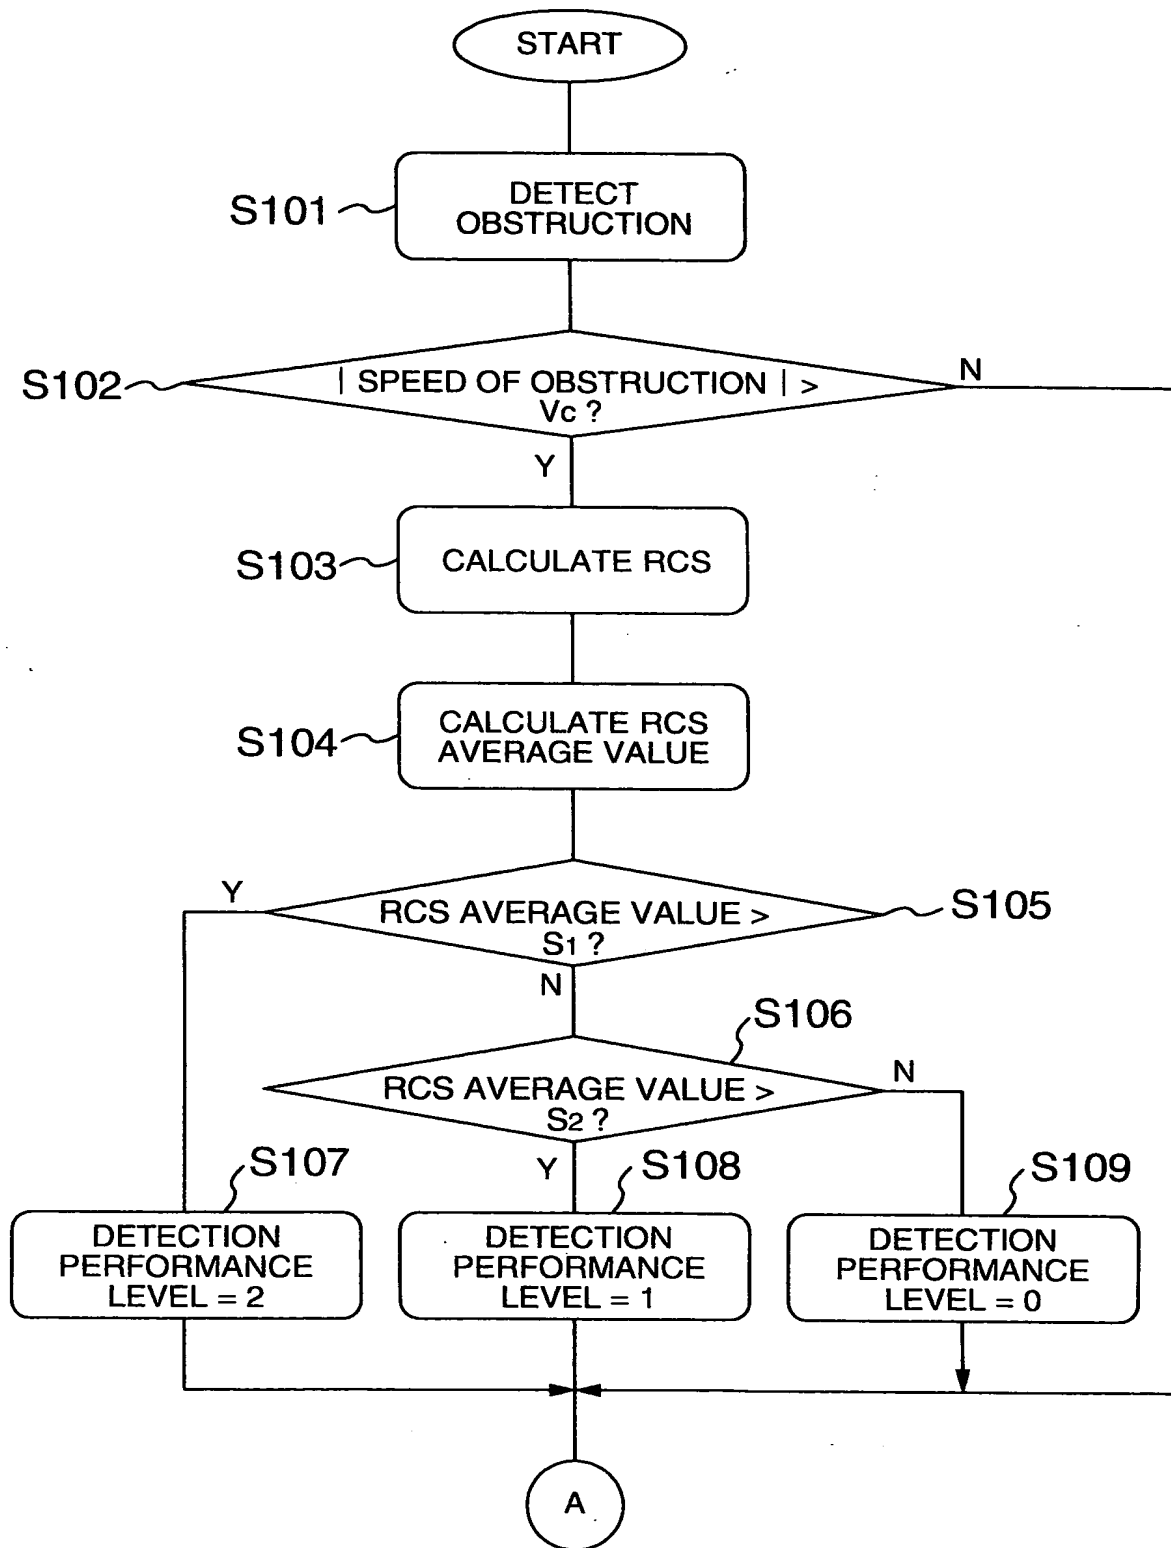 START
S101
DETECT
OBSTRUCTION
S102
| SPEED OF OBSTRUCTION | >
Vc ?
N
Y
S103
CALCULATE RCS
S104
CALCULATE RCS
AVERAGE VALUE
Y
RCS AVERAGE VALUE >
S1 ?
S105
N
S106
RCS AVERAGE VALUE >
S2 ?
N
Y
S107
S108
S109
DETECTION
PERFORMANCE
LEVEL = 2
DETECTION
PERFORMANCE
LEVEL = 1
DETECTION
PERFORMANCE
LEVEL = 0
A